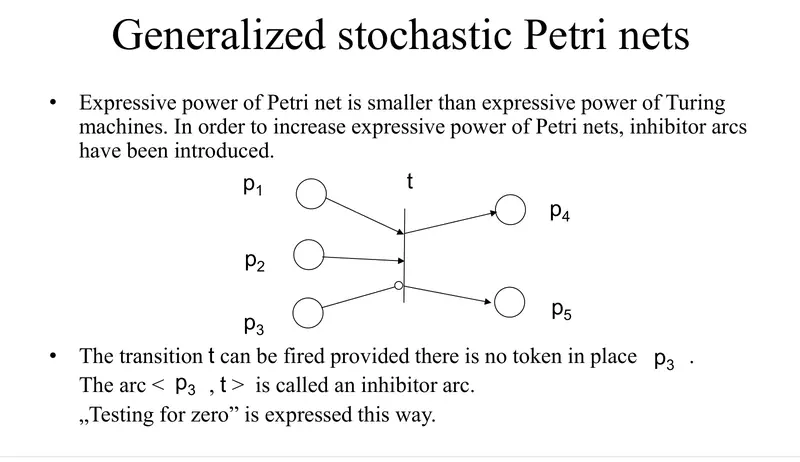 Generalized stochastic Petri nets
• Expressive power of Petri net is smaller than expressive power of Turing
machines. In order to increase expressive power of Petri nets, inhibitor arcs
have been introduced.
p1
t
p4
p2
p5
p3
• The transition t can be fired provided there is no token in place p3 .
The arc < p3 , t > is called an inhibitor arc.
„Testing for zero” is expressed this way.